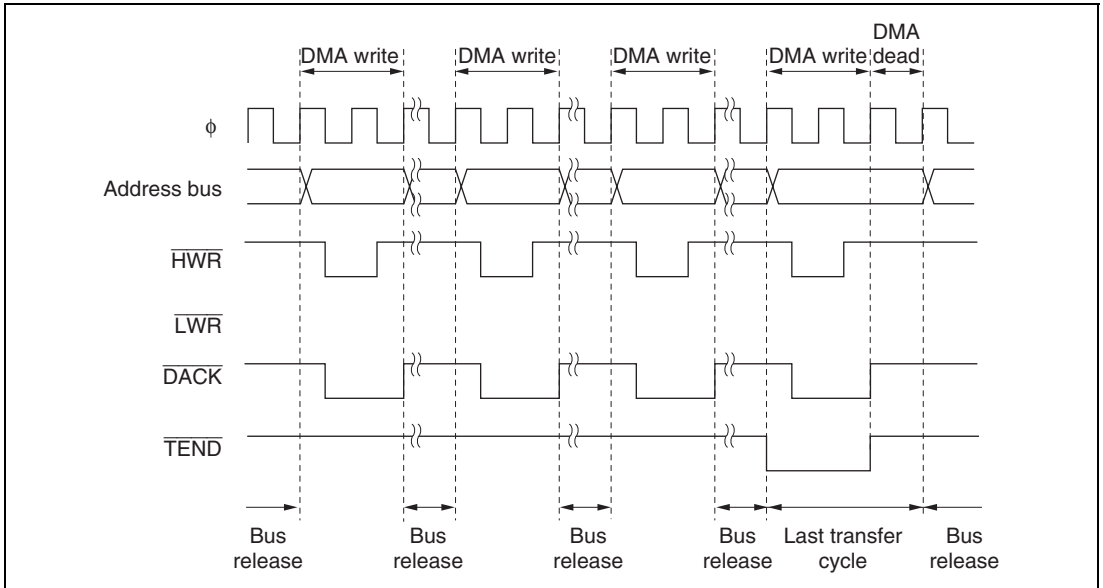 DMA
DMA write DMA write DMA write DMA write dead
ϕ
Address bus
HWR
LWR
DACK
TEND
Bus Bus Bus Bus Last transfer Bus
release release release release cycle release